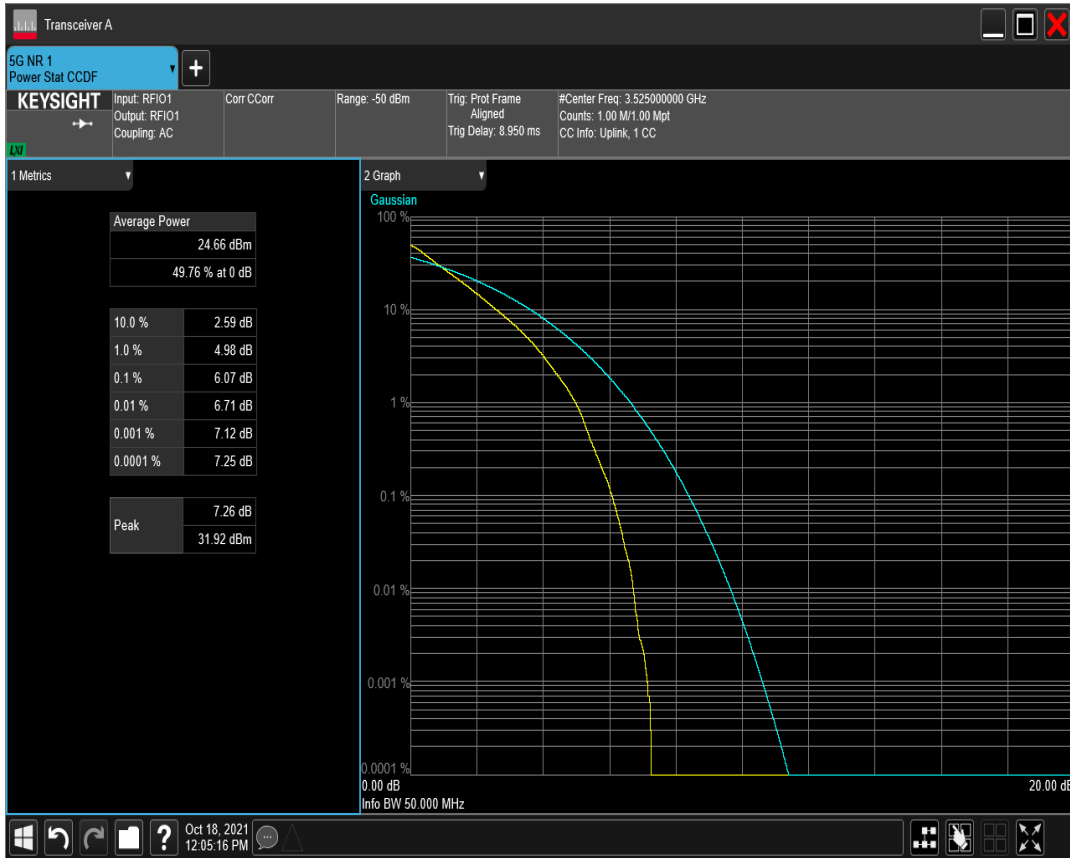 Transceiver A
5G NR 1
Power Stat CCDF
+
KEYSIGHT
LXI
Input: RFIO1
Output: RFIO1
Coupling: AC
Corr CCorr
Range: -50 dBm
Trig: Prot Frame
Aligned
Trig Delay: 8.950 ms
#Center Freq: 3.525000000 GHz
Counts: 1.00 M/1.00 Mpt
CC Info: Uplink, 1 CC
1 Metrics
Average Power
24.66 dBm
49.76 % at 0 dB
10.0 % 2.59 dB
1.0 % 4.98 dB
0.1 % 6.07 dB
0.01 % 6.71 dB
0.001 % 7.12 dB
0.0001 % 7.25 dB
Peak
7.26 dB
31.92 dBm
2 Graph
Gaussian
100 %
10 %
1 %
0.1 %
0.01 %
0.001 %
0.0001 %
0.00 dB
20.00 dB
Info BW 50.000 MHz
?
Oct 18, 2021
12:05:16 PM